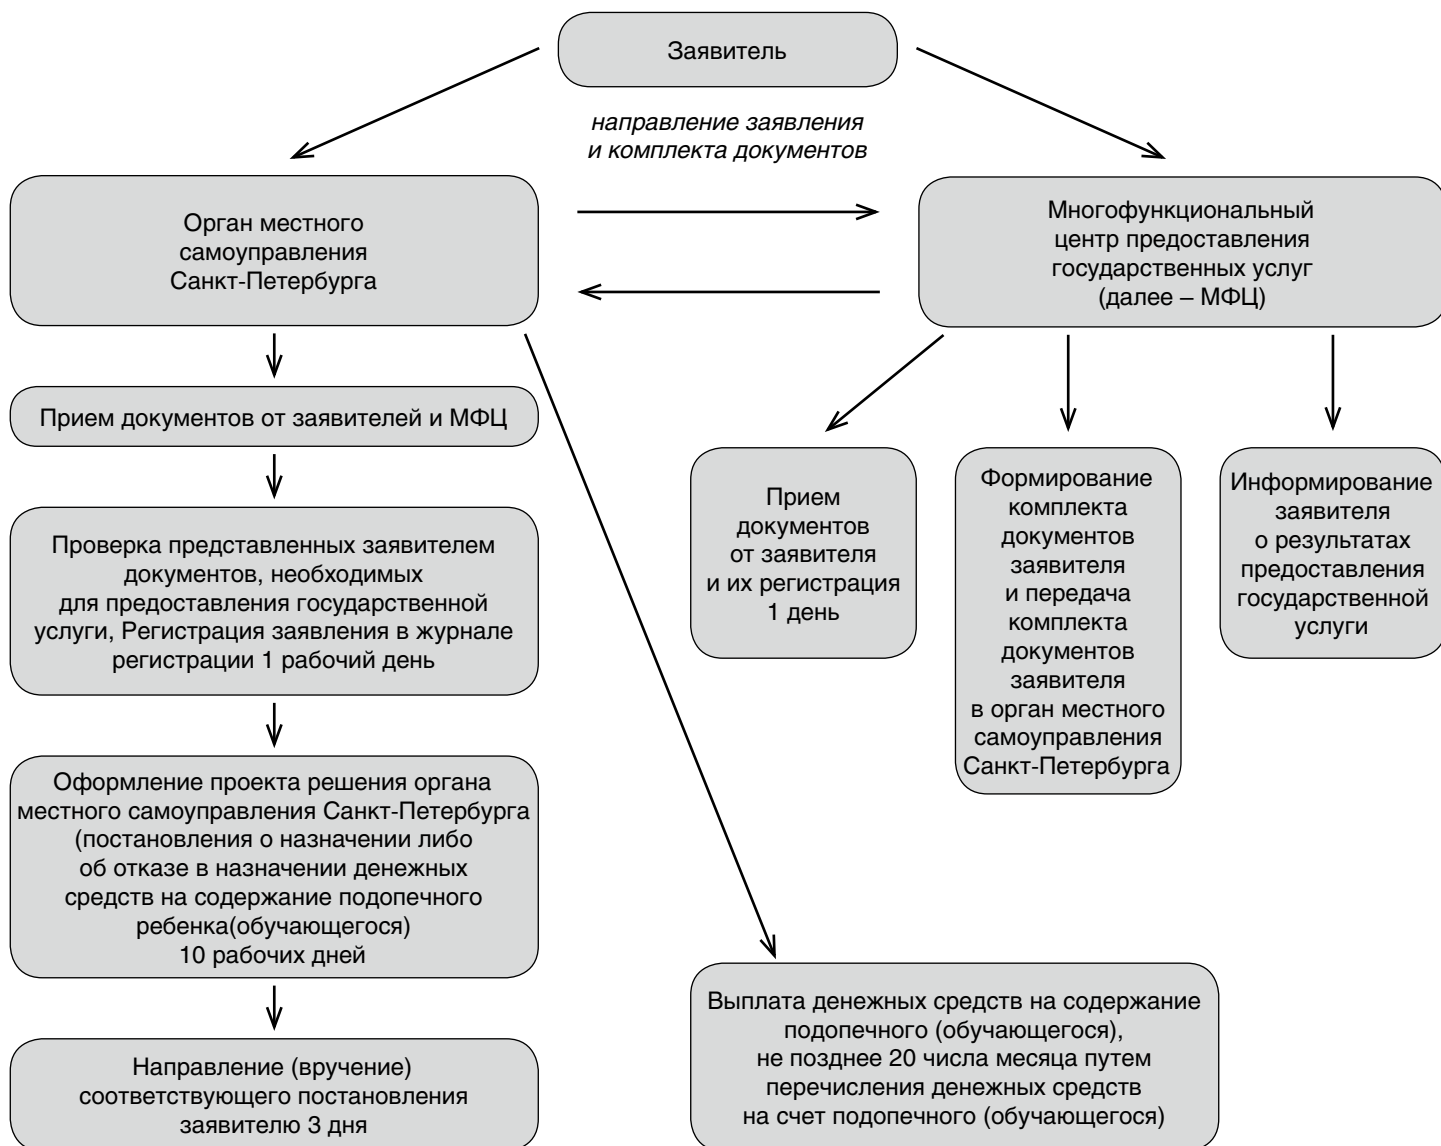 Заявитель
направление заявления
и комплекта документов
Орган местного
самоуправления
Санкт-Петербурга
Многофункциональный
центр предоставления
государственных услуг
(далее – МФЦ)
Прием документов от заявителей и МФЦ
Проверка представленных заявителем
документов, необходимых
для предоставления государственной
услуги, Регистрация заявления в журнале
регистрации 1 рабочий день
Оформление проекта решения органа
местного самоуправления Санкт-Петербурга
(постановления о назначении либо
об отказе в назначении денежных
средств на содержание подопечного
ребенка(обучающегося)
10 рабочих дней
Направление (вручение)
соответствующего постановления
заявителю 3 дня
Прием
документов
от заявителя
и их регистрация
1 день
Формирование
комплекта
документов
заявителя
и передача
комплекта
документов
заявителя
в орган местного
самоуправления
Санкт-Петербурга
Информирование
заявителя
о результатах
предоставления
государственной
услуги
Выплата денежных средств на содержание
подопечного (обучающегося),
не позднее 20 числа месяца путем
перечисления денежных средств
на счет подопечного (обучающегося)